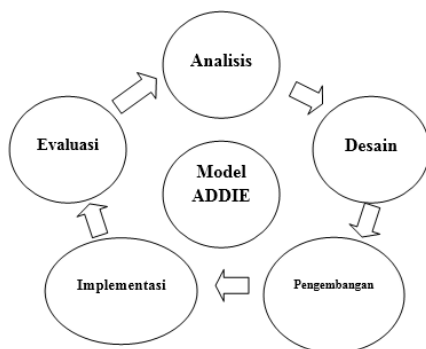 Analisis
Evaluasi
Desain
Model
ADDIE
Implementasi
Pengembangan